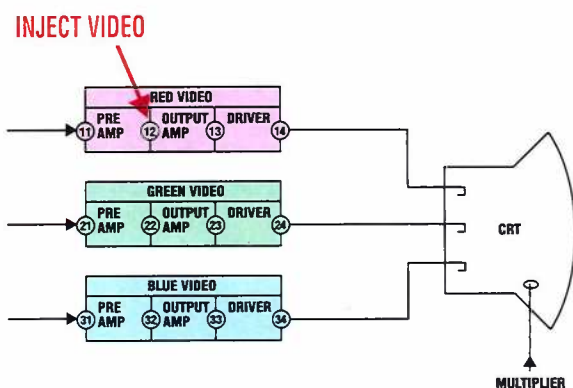 INJECT VIDEO
RED VIDEO
11 PRE AMP 12 OUTPUT AMP 13 DRIVER 14
GREEN VIDEO
21 PRE AMP 22 OUTPUT AMP 23 DRIVER 24
BLUE VIDEO
31 PRE AMP 32 OUTPUT AMP 33 DRIVER 34
CRT
MULTIPLIER